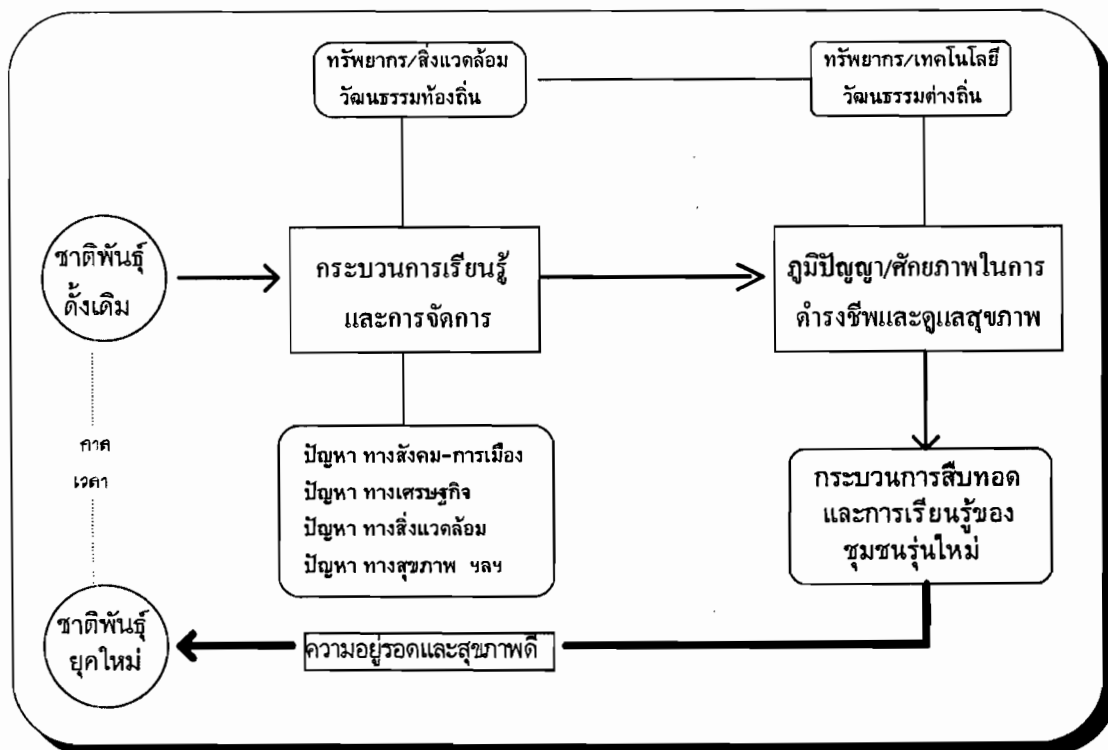 ทรัพยากร/สิ่งแวดล้อม
วัฒนธรรมท้องถิ่น
ทรัพยากร/เทคโนโลยี
วัฒนธรรมต่างถิ่น
ชาติพันธุ์
ดั้งเดิม
กระบวนการเรียนรู้
และการจัดการ
ภูมิปัญญา/ศักยภาพในการ
ดำรงชีพและดูแลสุขภาพ
กาล
เวลา
ปัญหา ทางสังคม-การเมือง
ปัญหา ทางเศรษฐกิจ
ปัญหา ทางสิ่งแวดล้อม
ปัญหา ทางสุขภาพ ฯลฯ
กระบวนการสืบทอด
และการเรียนรู้ของ
ชุมชนรุ่นใหม่
ชาติพันธุ์
ยุคใหม่
ความอยู่รอดและสุขภาพดี